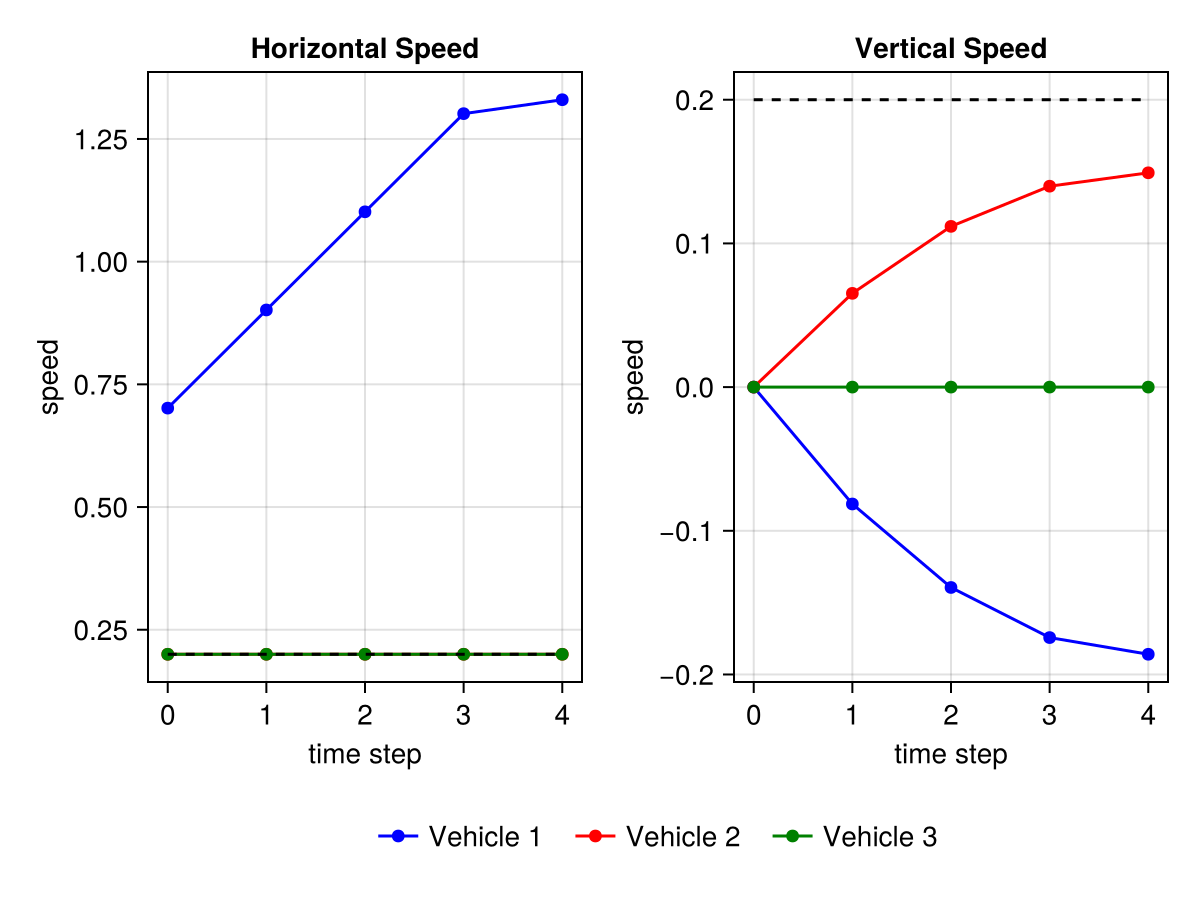 Horizontal Speed
1.25
1.00
0.75
0.50
0.25
speed
0 1 2 3 4
time step
Vertical Speed
0.2
0.1
0.0
−0.1
−0.2
speed
0 1 2 3 4
time step
Vehicle 1 Vehicle 2 Vehicle 3